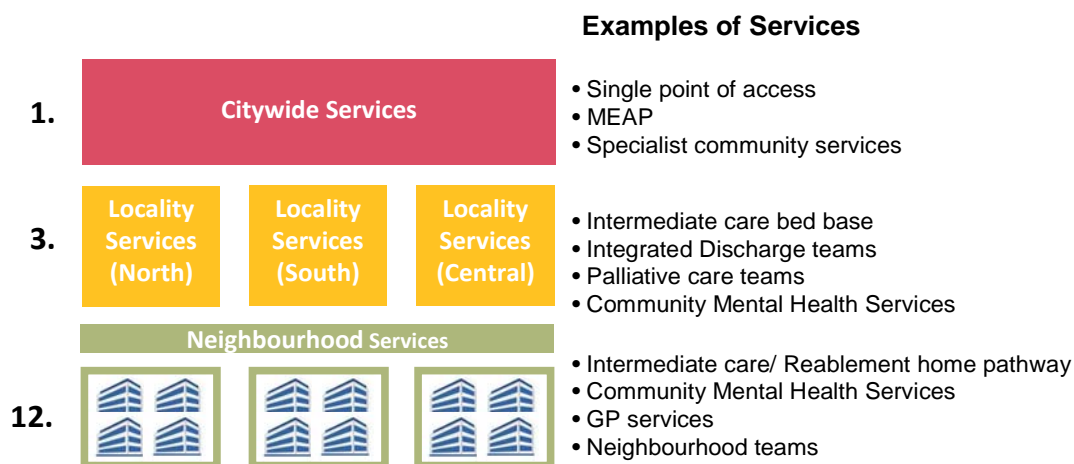 Examples of Services
1.
Citywide Services
• Single point of access
• MEAP
• Specialist community services
3.
Locality
Services
(North)
Locality
Services
(South)
Locality
Services
(Central)
• Intermediate care bed base
• Integrated Discharge teams
• Palliative care teams
• Community Mental Health Services
Neighbourhood Services
12.
• Intermediate care/ Reablement home pathway
• Community Mental Health Services
• GP services
• Neighbourhood teams